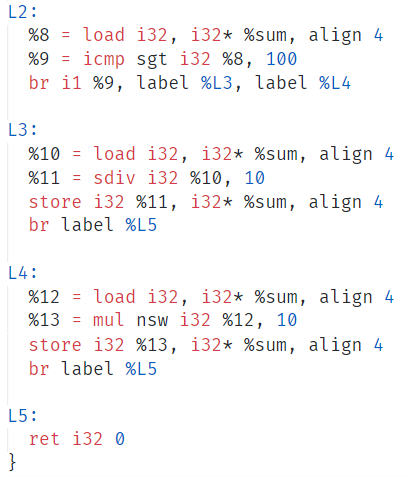 L2:
  %8 = load i32, i32* %sum, align 4
  %9 = icmp sgt i32 %8, 100
  br i1 %9, label %L3, label %L4
L3:
  %10 = load i32, i32* %sum, align 4
  %11 = sdiv i32 %10, 10
  store i32 %11, i32* %sum, align 4
  br label %L5
L4:
  %12 = load i32, i32* %sum, align 4
  %13 = mul nsw i32 %12, 10
  store i32 %13, i32* %sum, align 4
  br label %L5
L5:
  ret i32 0
}